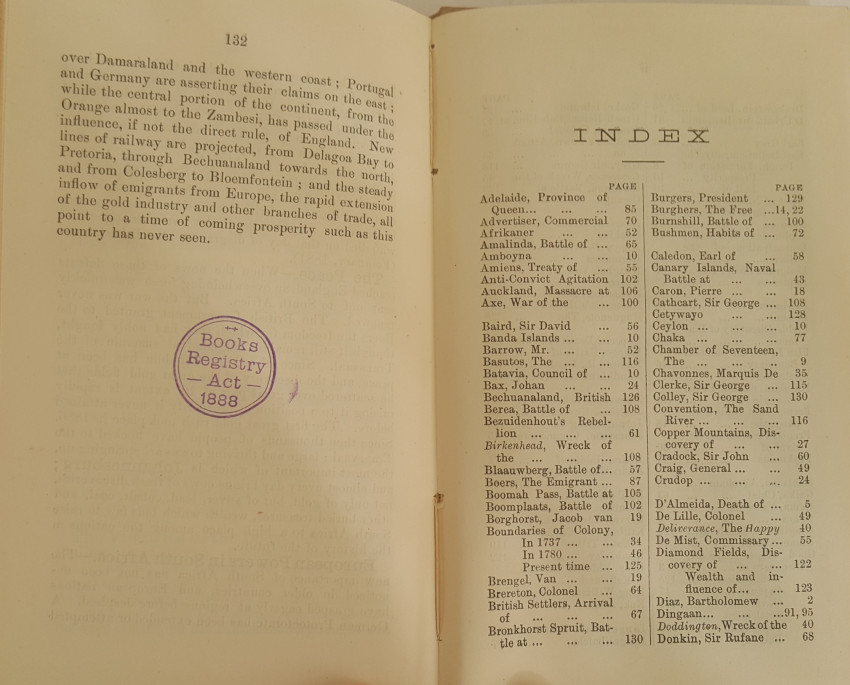 132
over Damaraland and the western coast; Portugal
and Germany are asserting their claims on the east;
while the central portion of the continent, from the
Orange almost to the Zambesi, has passed under the
influence, if not the direct rule, of England. New
lines of railway are projected, from Delagoa Bay to
Pretoria, through Bechuanaland towards the north,
and from Colesberg to Bloemfontein; and the steady
inflow of emigrants from Europe, the rapid extension
of the gold industry and other branches of trade, all
point to a time of coming prosperity such as this
country has never seen.
Books
Registry
— Act —
1888
INDEX
PAGE
Adelaide, Province of
Queen... ... ... 85
Advertiser, Commercial 70
Afrikaner ... ... 52
Amalinda, Battle of ... 65
Amboyna ... ... 10
Amiens, Treaty of ... 55
Anti-Convict Agitation 102
Auckland, Massacre at 106
Axe, War of the ... 100
Baird, Sir David ... 56
Banda Islands ... ... 10
Barrow, Mr. ... .. 52
Basutos, The ... ... 116
Batavia, Council of ... 10
Bax, Johan ... ... 24
Bechuanaland, British 126
Berea, Battle of ... 108
Bezuidenhout's Rebel-
lion ... ... ... 61
Birkenhead, Wreck of
the ... ... ... 108
Blaauwberg, Battle of... 57
Boers, The Emigrant ... 87
Boomah Pass, Battle at 105
Boomplaats, Battle of 102
Borghorst, Jacob van 19
Boundaries of Colony,
In 1737 ... ... 34
In 1780 ... ... 46
Present time ... 125
Brengel, Van ... ... 19
Brereton, Colonel ... 64
British Settlers, Arrival
of ... ... ... 67
Bronkhorst Spruit, Bat-
tle at ... ... ... 130
PAGE
Burgers, President ... 129
Burghers, The Free ...14, 22
Burnshill, Battle of ... 100
Bushmen, Habits of ... 72
Caledon, Earl of ... 58
Canary Islands, Naval
Battle at ... ... 43
Caron, Pierre ... ... 18
Cathcart, Sir George ... 108
Cetywayo ... ... 128
Ceylon ... ... ... 10
Chaka ... ... ... 77
Chamber of Seventeen,
The ... ... .. 9
Chavonnes, Marquis De 35
Clerke, Sir George ... 115
Colley, Sir George ... 130
Convention, The Sand
River ... ... ... 116
Copper Mountains, Dis-
covery of ... ... 27
Cradock, Sir John ... 60
Craig, General ... ... 49
Crudop ... ... ... 24
D'Almeida, Death of ... 5
De Lille, Colonel ... 49
Deliverance, The Happy 40
De Mist, Commissary ... 55
Diamond Fields, Dis-
covery of ... ... 122
Wealth and in-
fluence of... ... 123
Diaz, Bartholomew ... 2
Dingaan... ... ...91, 95
Doddington, Wreck of the 40
Donkin, Sir Rufane ... 68